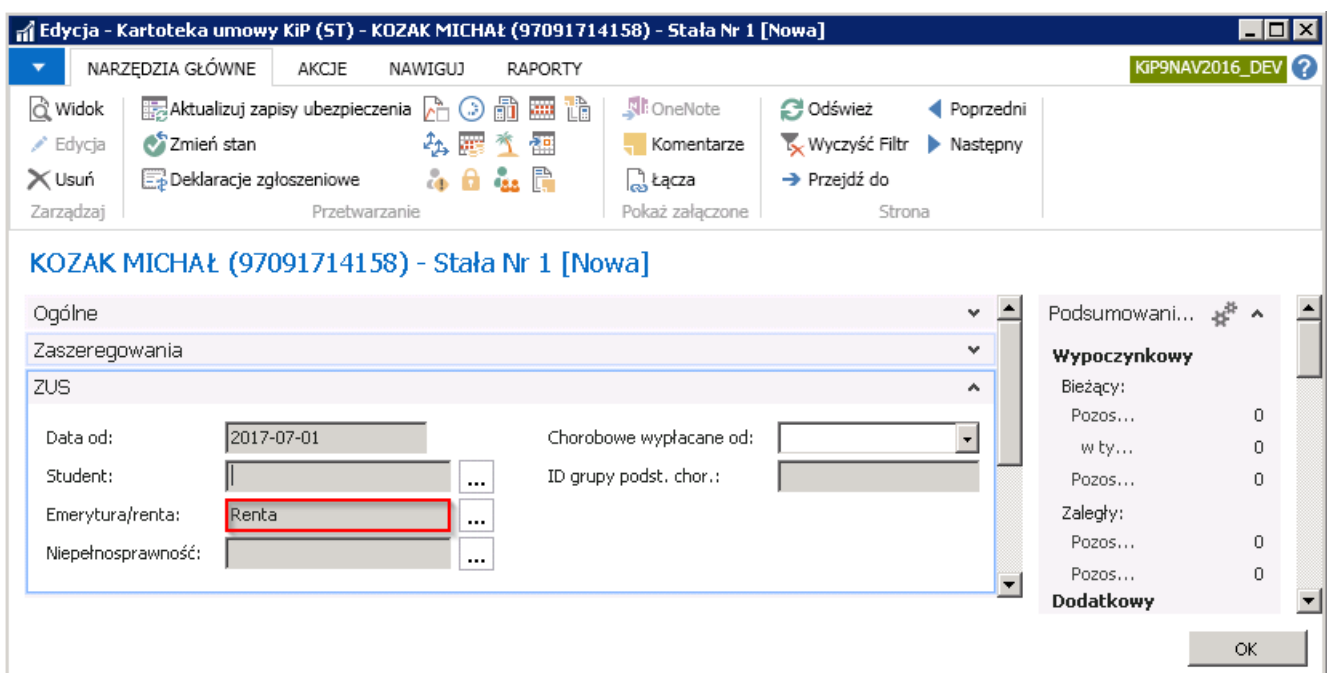 Edycja - Kartoteka umowy KiP (ST) - KOZAK MICHAŁ (97091714158) - Stała Nr 1 [Nowa]
NARZĘDZIA GŁÓWNE AKCJE NAWIGUJ RAPORTY KiP9NAV2016_DEV ?
Widok Aktualizuj zapisy ubezpieczenia OneNote Odśwież Poprzedni
Edycja Zmień stan Komentarze Wyczyść Filtr Następny
Usuń Deklaracje zgłoszeniowe Łącza Przejdź do
Zarządzaj Przetwarzanie Pokaż załączone Strona
KOZAK MICHAŁ (97091714158) - Stała Nr 1 [Nowa]
Ogólne
Zaszeregowania
ZUS
Data od: 2017-07-01 Chorobowe wypłacane od:
Student: ... ID grupy podst. chor.:
Emerytura/renta: Renta ...
Niepełnosprawność: ...
Podsumowani...
Wypoczynkowy
Bieżący:
Pozos... 0
w ty... 0
Pozos... 0
Zaległy:
Pozos... 0
Pozos... 0
Dodatkowy
OK